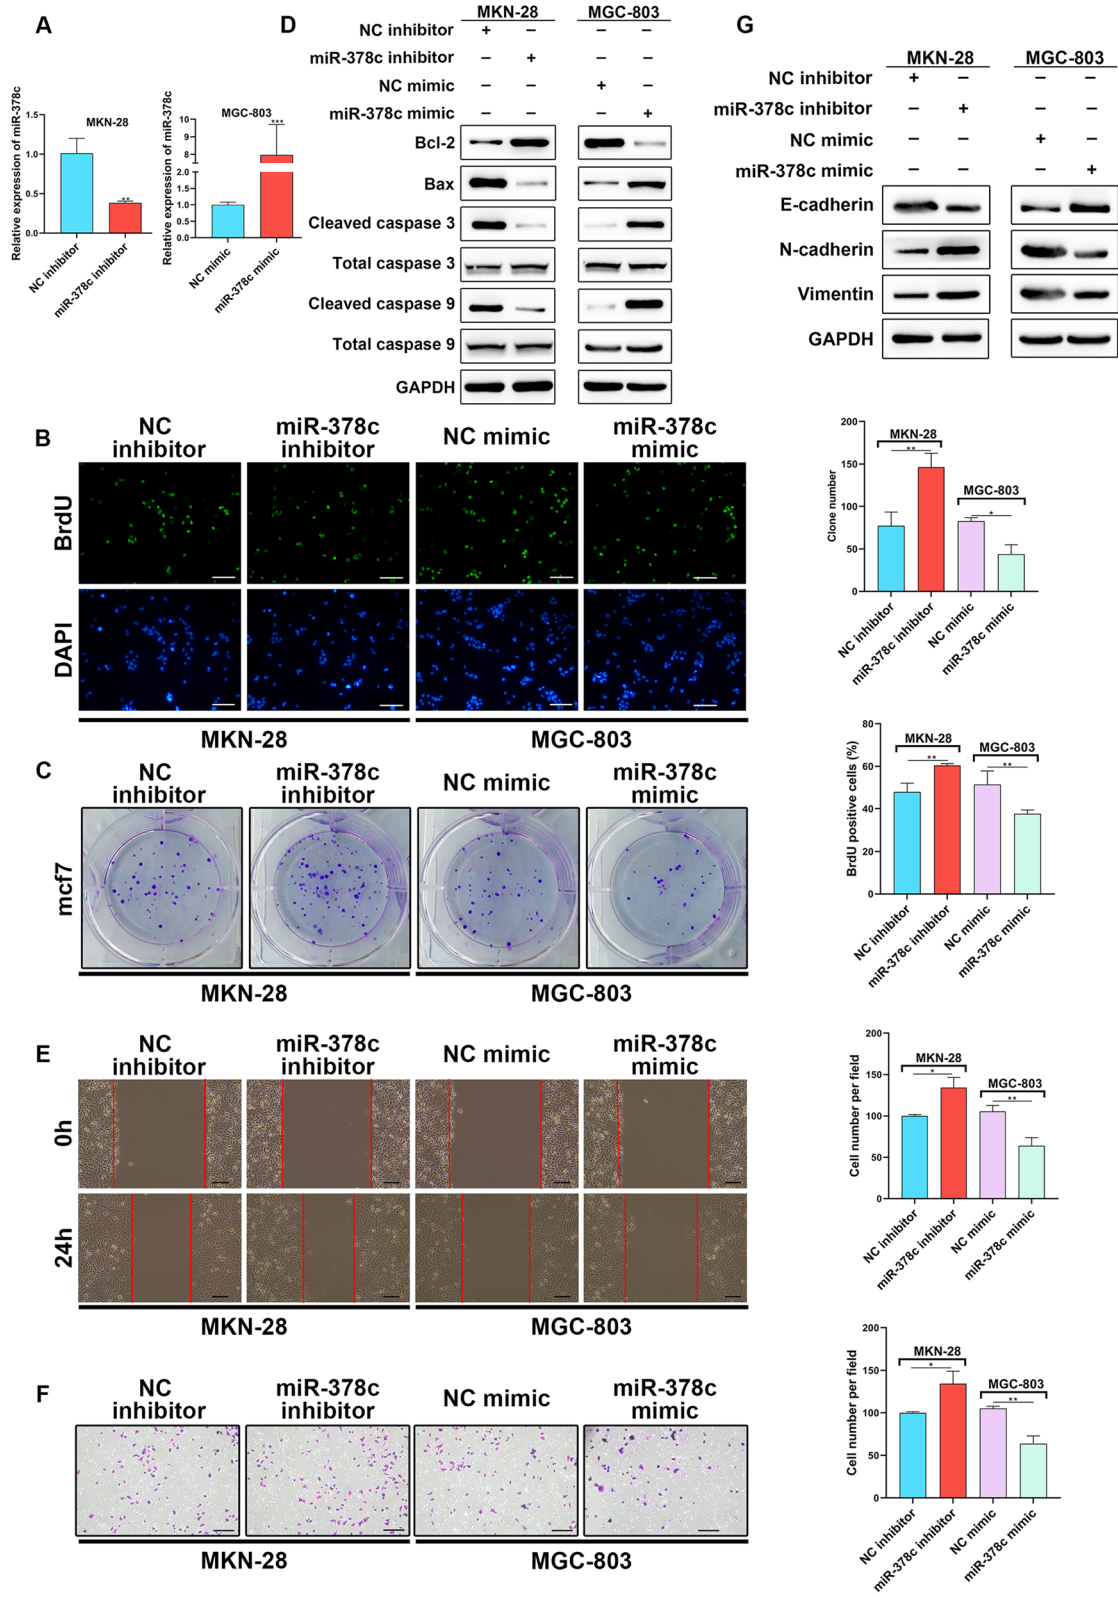 A
Relative expression of miR-378c
1.5
1.0
0.5
0.0
MKN-28
**
NC inhibitor
miR-378c inhibitor
Relative expression of miR-378c
10
8
6
4
2
2.0
1.5
1.0
0.5
0.0
MGC-803
***
NC mimic
miR-378c mimic
D
MKN-28 MGC-803
NC inhibitor + − − −
miR-378c inhibitor − + − −
NC mimic − − + −
miR-378c mimic − − − +
Bcl-2
Bax
Cleaved caspase 3
Total caspase 3
Cleaved caspase 9
Total caspase 9
GAPDH
G
MKN-28 MGC-803
NC inhibitor + − − −
miR-378c inhibitor − + − −
NC mimic − − + −
miR-378c mimic − − − +
E-cadherin
N-cadherin
Vimentin
GAPDH
B
NC inhibitor
miR-378c inhibitor
NC mimic
miR-378c mimic
BrdU
DAPI
MKN-28
MGC-803
Clone number
200
150
100
50
0
MKN-28
**
MGC-803
*
NC inhibitor
miR-378c inhibitor
NC mimic
miR-378c mimic
BrdU positive cells (%)
80
60
40
20
0
MKN-28
**
MGC-803
**
NC inhibitor
miR-378c inhibitor
NC mimic
miR-378c mimic
C
NC inhibitor
miR-378c inhibitor
NC mimic
miR-378c mimic
mcf7
MKN-28
MGC-803
E
NC inhibitor
miR-378c inhibitor
NC mimic
miR-378c mimic
0h
24h
MKN-28
MGC-803
Cell number per field
200
150
100
50
0
MKN-28
*
MGC-803
**
NC inhibitor
miR-378c inhibitor
NC mimic
miR-378c mimic
F
NC inhibitor
miR-378c inhibitor
NC mimic
miR-378c mimic
MKN-28
MGC-803
Cell number per field
200
150
100
50
0
MKN-28
*
MGC-803
**
NC inhibitor
miR-378c inhibitor
NC mimic
miR-378c mimic